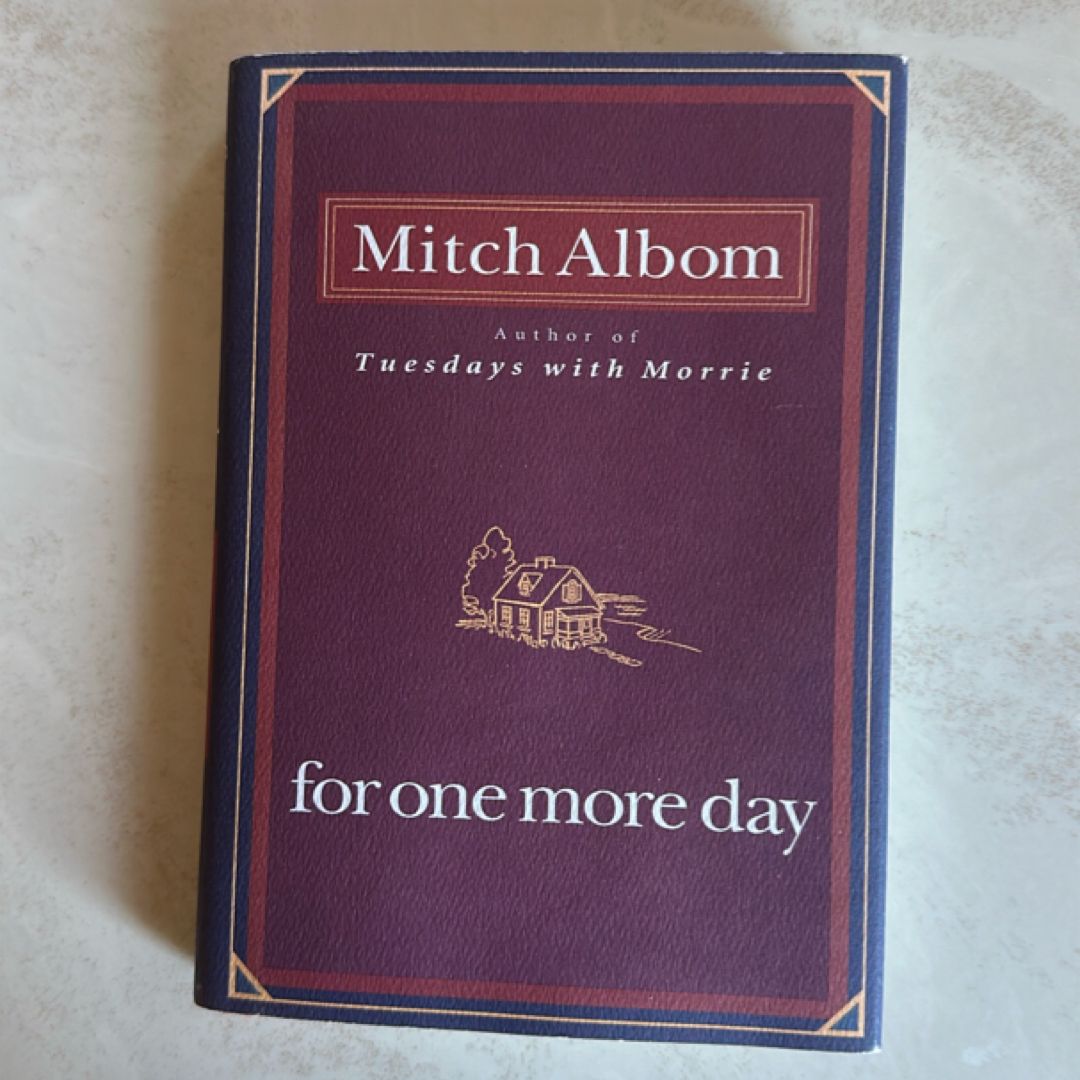 Mitch Albom
Author of
Tuesdays with Morrie
for one more day